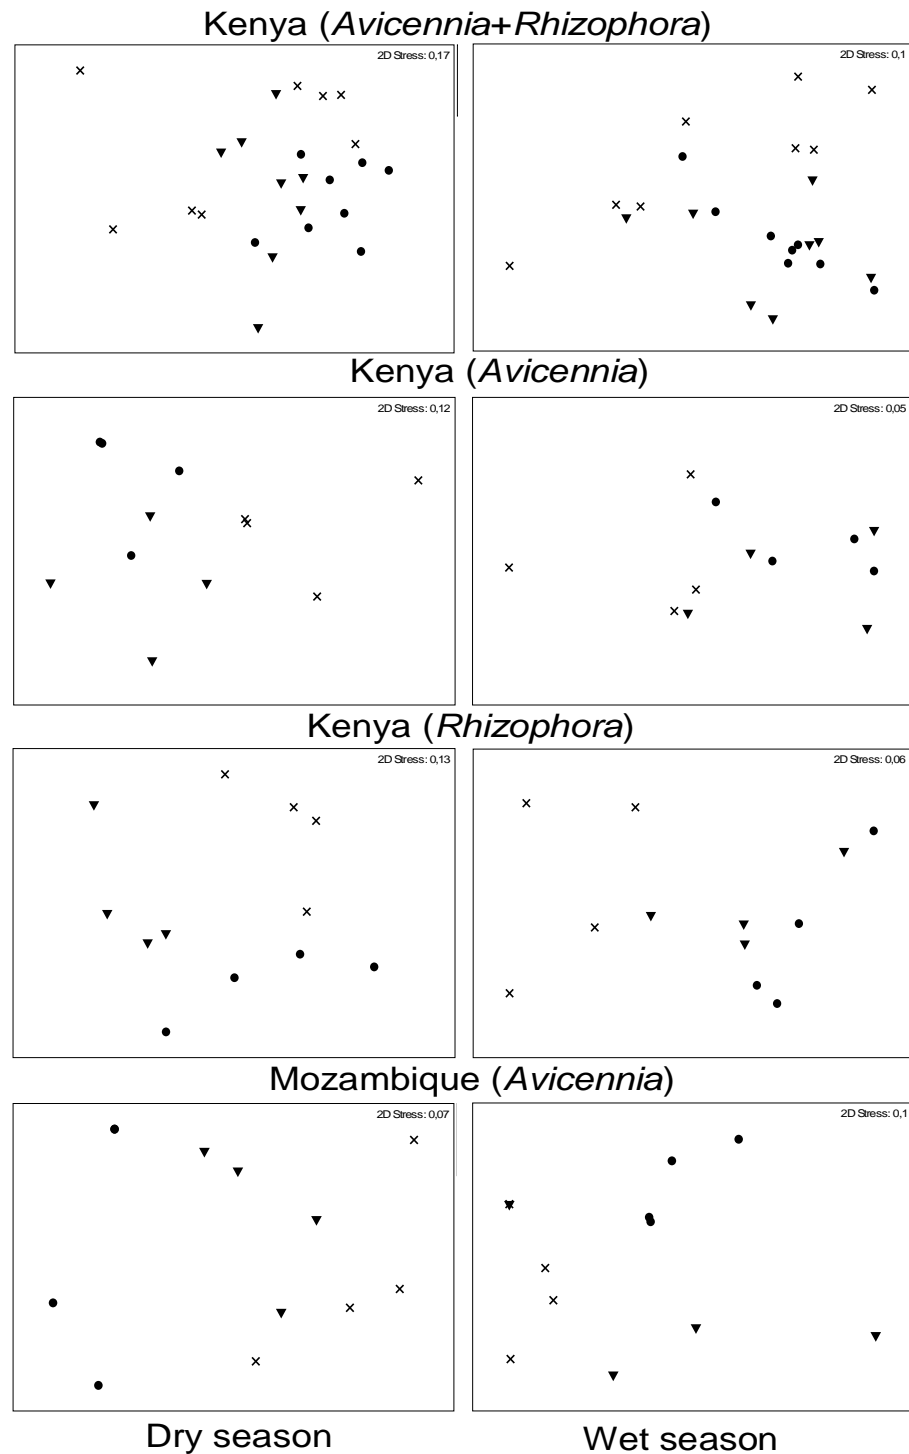 Kenya (Avicennia+Rhizophora)
2D Stress: 0,17
2D Stress: 0,1
Kenya (Avicennia)
2D Stress: 0,12
2D Stress: 0,05
Kenya (Rhizophora)
2D Stress: 0,13
2D Stress: 0,06
Mozambique (Avicennia)
2D Stress: 0,07
2D Stress: 0,1
Dry season
Wet season